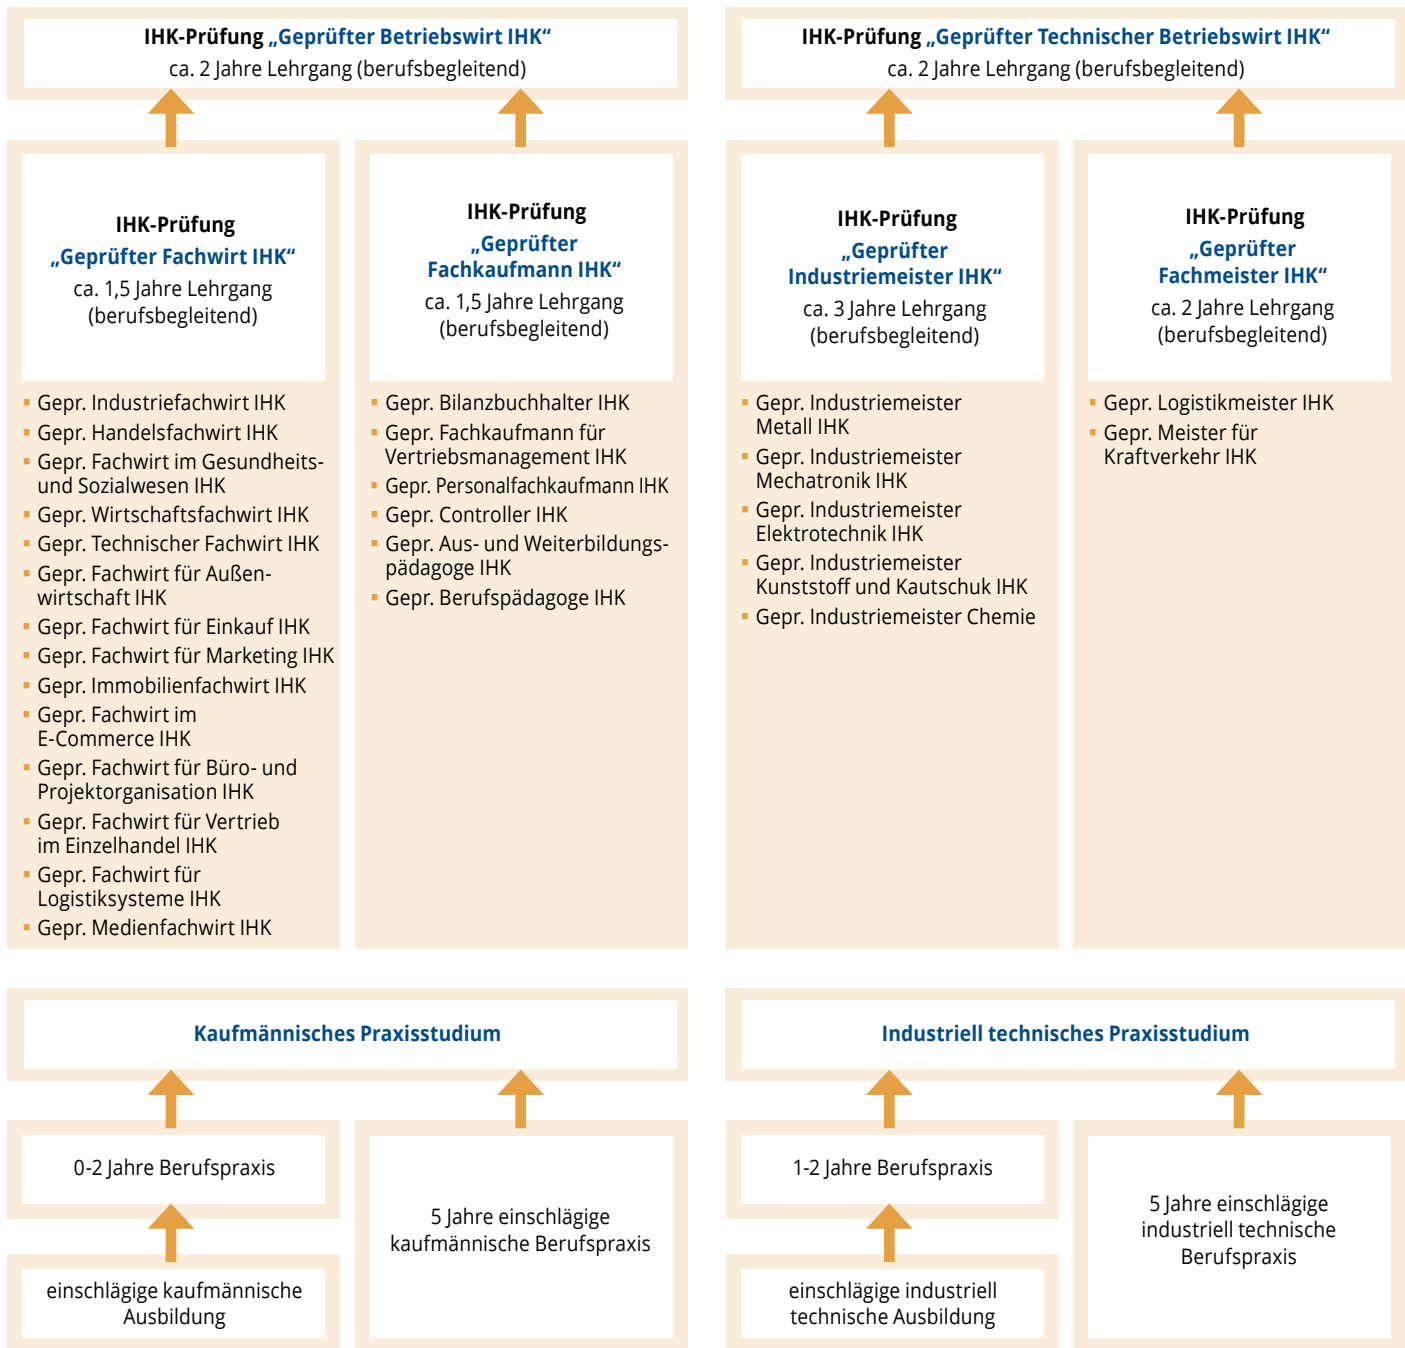 IHK-Prüfung „Geprüfter Betriebswirt IHK“
ca. 2 Jahre Lehrgang (berufsbegleitend)
IHK-Prüfung „Geprüfter Technischer Betriebswirt IHK“
ca. 2 Jahre Lehrgang (berufsbegleitend)
IHK-Prüfung
„Geprüfter Fachwirt IHK“
ca. 1,5 Jahre Lehrgang
(berufsbegleitend)
▪ Gepr. Industriefachwirt IHK
▪ Gepr. Handelsfachwirt IHK
▪ Gepr. Fachwirt im Gesundheits-
und Sozialwesen IHK
▪ Gepr. Wirtschaftsfachwirt IHK
▪ Gepr. Technischer Fachwirt IHK
▪ Gepr. Fachwirt für Außen-
wirtschaft IHK
▪ Gepr. Fachwirt für Einkauf IHK
▪ Gepr. Fachwirt für Marketing IHK
▪ Gepr. Immobilienfachwirt IHK
▪ Gepr. Fachwirt im
E-Commerce IHK
▪ Gepr. Fachwirt für Büro- und
Projektorganisation IHK
▪ Gepr. Fachwirt für Vertrieb
im Einzelhandel IHK
▪ Gepr. Fachwirt für
Logistiksysteme IHK
▪ Gepr. Medienfachwirt IHK
IHK-Prüfung
„Geprüfter
Fachkaufmann IHK“
ca. 1,5 Jahre Lehrgang
(berufsbegleitend)
▪ Gepr. Bilanzbuchhalter IHK
▪ Gepr. Fachkaufmann für
Vertriebsmanagement IHK
▪ Gepr. Personalfachkaufmann IHK
▪ Gepr. Controller IHK
▪ Gepr. Aus- und Weiterbildungs-
pädagoge IHK
▪ Gepr. Berufspädagoge IHK
IHK-Prüfung
„Geprüfter
Industriemeister IHK“
ca. 3 Jahre Lehrgang
(berufsbegleitend)
▪ Gepr. Industriemeister
Metall IHK
▪ Gepr. Industriemeister
Mechatronik IHK
▪ Gepr. Industriemeister
Elektrotechnik IHK
▪ Gepr. Industriemeister
Kunststoff und Kautschuk IHK
▪ Gepr. Industriemeister Chemie
IHK-Prüfung
„Geprüfter
Fachmeister IHK“
ca. 2 Jahre Lehrgang
(berufsbegleitend)
▪ Gepr. Logistikmeister IHK
▪ Gepr. Meister für
Kraftverkehr IHK
Kaufmännisches Praxisstudium
0-2 Jahre Berufspraxis
einschlägige kaufmännische
Ausbildung
5 Jahre einschlägige
kaufmännische Berufspraxis
Industriell technisches Praxisstudium
1-2 Jahre Berufspraxis
einschlägige industriell
technische Ausbildung
5 Jahre einschlägige
industriell technische
Berufspraxis